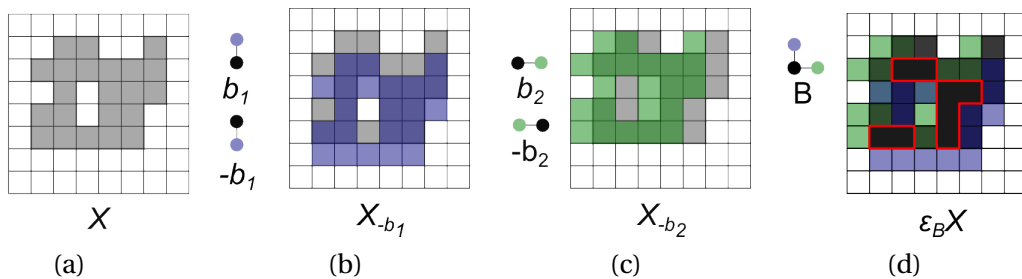 b₁
-b₁
b₂
-b₂
B
X
X₋b₁
X₋b₂
εBX
(a)
(b)
(c)
(d)